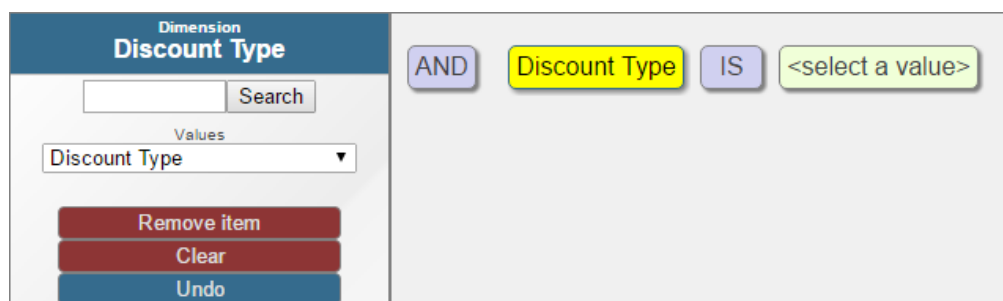 Dimension
Discount Type
Search
Values
Discount Type
Remove item
Clear
Undo
AND Discount Type IS <select a value>